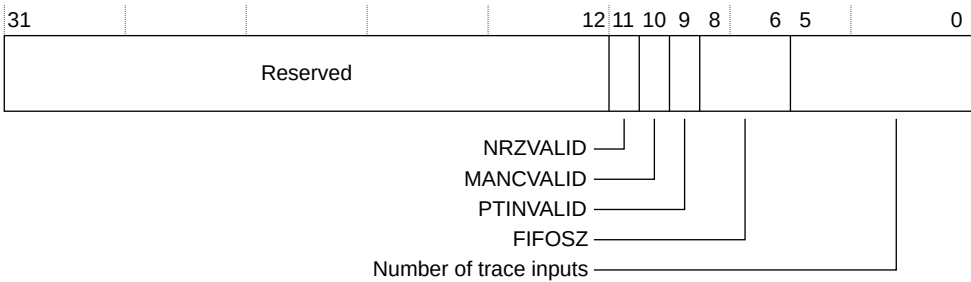 31 12 11 10 9 8 6 5 0
Reserved
NRZVALID
MANCVALID
PTINVALID
FIFOSZ
Number of trace inputs